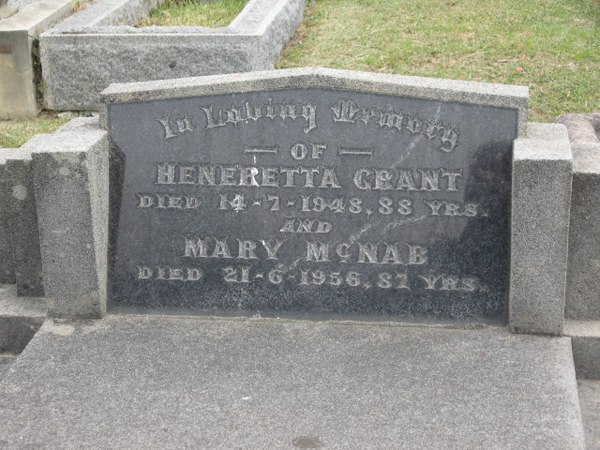 In Loving Memory
OF
HENERETTA GRANT
DIED 14-7-1948, 88 YRS.
AND
MARY McNAB
DIED 21-6-1956, 87 YRS.